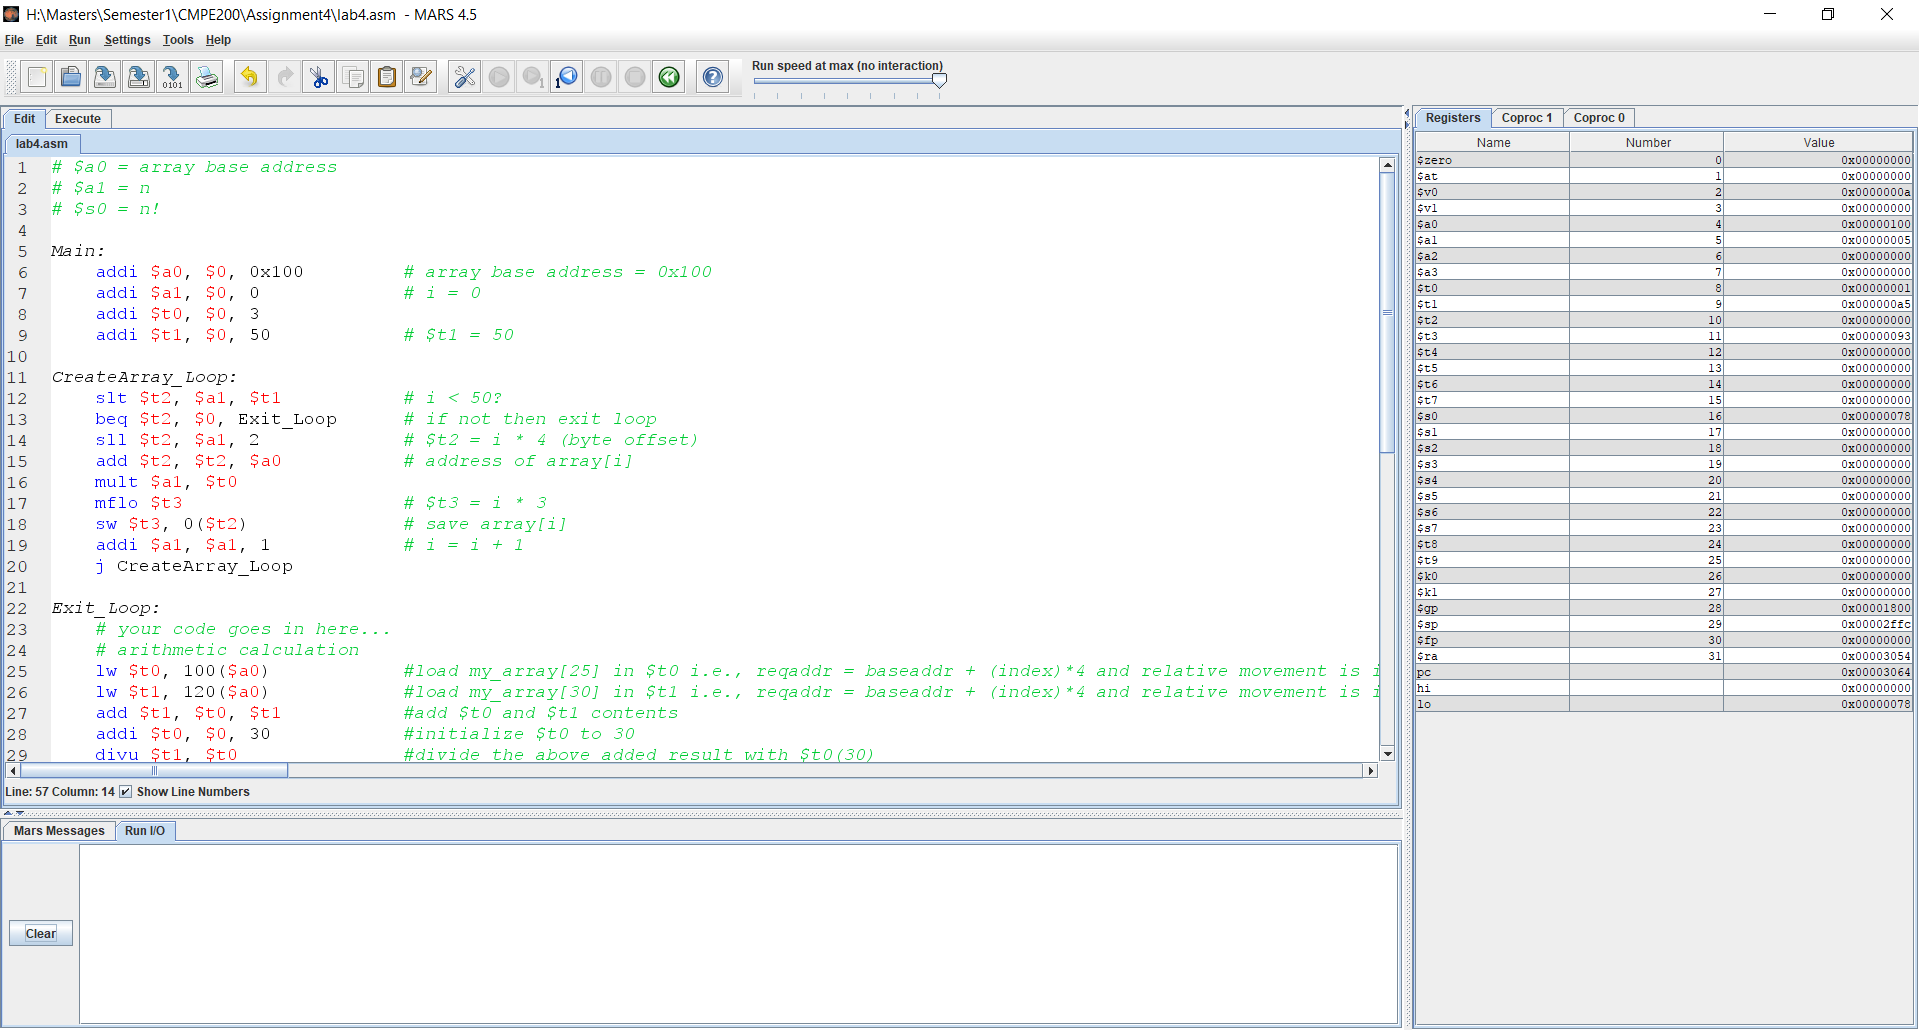 H:\Masters\Semester1\CMPE200\Assignment4\lab4.asm - MARS 4.5
File Edit Run Settings Tools Help
Run speed at max (no interaction)
Edit Execute
lab4.asm
1 # $a0 = array base address
2 # $a1 = n
3 # $s0 = n!
4
5 Main:
6 addi $a0, $0, 0x100 # array base address = 0x100
7 addi $a1, $0, 0 # i = 0
8 addi $t0, $0, 3
9 addi $t1, $0, 50 # $t1 = 50
10
11 CreateArray_Loop:
12 slt $t2, $a1, $t1 # i < 50?
13 beq $t2, $0, Exit_Loop # if not then exit loop
14 sll $t2, $a1, 2 # $t2 = i * 4 (byte offset)
15 add $t2, $t2, $a0 # address of array[i]
16 mult $a1, $t0
17 mflo $t3 # $t3 = i * 3
18 sw $t3, 0($t2) # save array[i]
19 addi $a1, $a1, 1 # i = i + 1
20 j CreateArray_Loop
21
22 Exit_Loop:
23 # your code goes in here...
24 # arithmetic calculation
25 lw $t0, 100($a0) #load my_array[25] in $t0 i.e., reqaddr = baseaddr + (index)*4 and relative movement is i
26 lw $t1, 120($a0) #load my_array[30] in $t1 i.e., reqaddr = baseaddr + (index)*4 and relative movement is i
27 add $t1, $t0, $t1 #add $t0 and $t1 contents
28 addi $t0, $0, 30 #initialize $t0 to 30
29 divu $t1, $t0 #divide the above added result with $t0(30)
Line: 57 Column: 14 Show Line Numbers
Mars Messages Run I/O
Clear
Registers Coproc 1 Coproc 0
Name Number Value
$zero 0 0x00000000
$at 1 0x00000000
$v0 2 0x0000000a
$v1 3 0x00000000
$a0 4 0x00000100
$a1 5 0x00000005
$a2 6 0x00000000
$a3 7 0x00000000
$t0 8 0x00000001
$t1 9 0x000000a5
$t2 10 0x00000000
$t3 11 0x00000093
$t4 12 0x00000000
$t5 13 0x00000000
$t6 14 0x00000000
$t7 15 0x00000000
$s0 16 0x00000078
$s1 17 0x00000000
$s2 18 0x00000000
$s3 19 0x00000000
$s4 20 0x00000000
$s5 21 0x00000000
$s6 22 0x00000000
$s7 23 0x00000000
$t8 24 0x00000000
$t9 25 0x00000000
$k0 26 0x00000000
$k1 27 0x00000000
$gp 28 0x00001800
$sp 29 0x00002ffc
$fp 30 0x00000000
$ra 31 0x00003054
pc 0x00003064
hi 0x00000000
lo 0x00000078